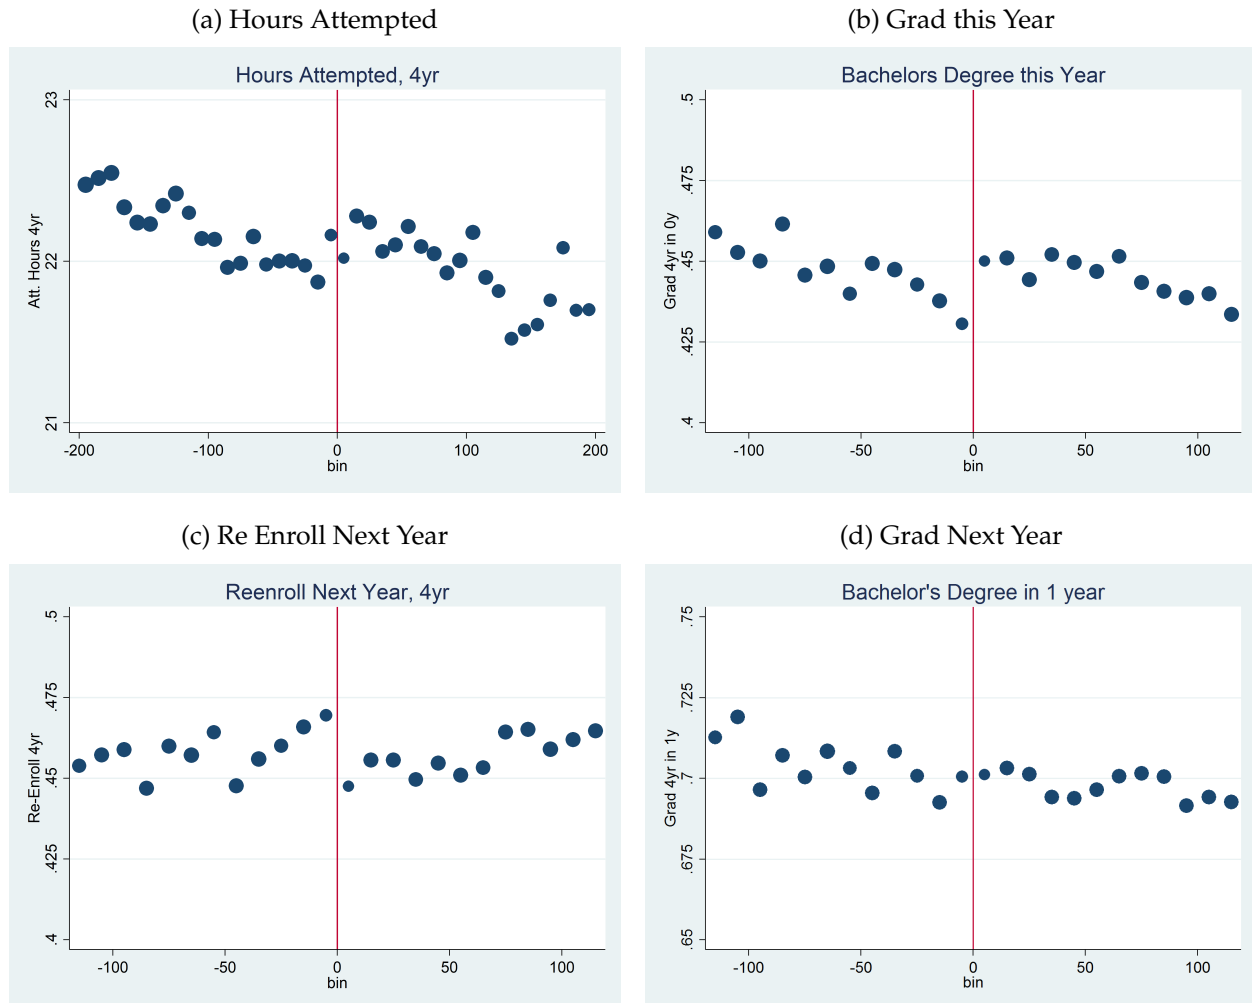 (a) Hours Attempted
Hours Attempted, 4yr
Att. Hours 4yr
23
22
21
-200 -100 0 100 200
bin
(b) Grad this Year
Bachelors Degree this Year
Grad 4yr in 0y
.5
.475
.45
.425
.4
-100 -50 0 50 100
bin
(c) Re Enroll Next Year
Reenroll Next Year, 4yr
Re-Enroll 4yr
.5
.475
.45
.425
.4
-100 -50 0 50 100
bin
(d) Grad Next Year
Bachelor's Degree in 1 year
Grad 4yr in 1y
.75
.725
.7
.675
.65
-100 -50 0 50 100
bin